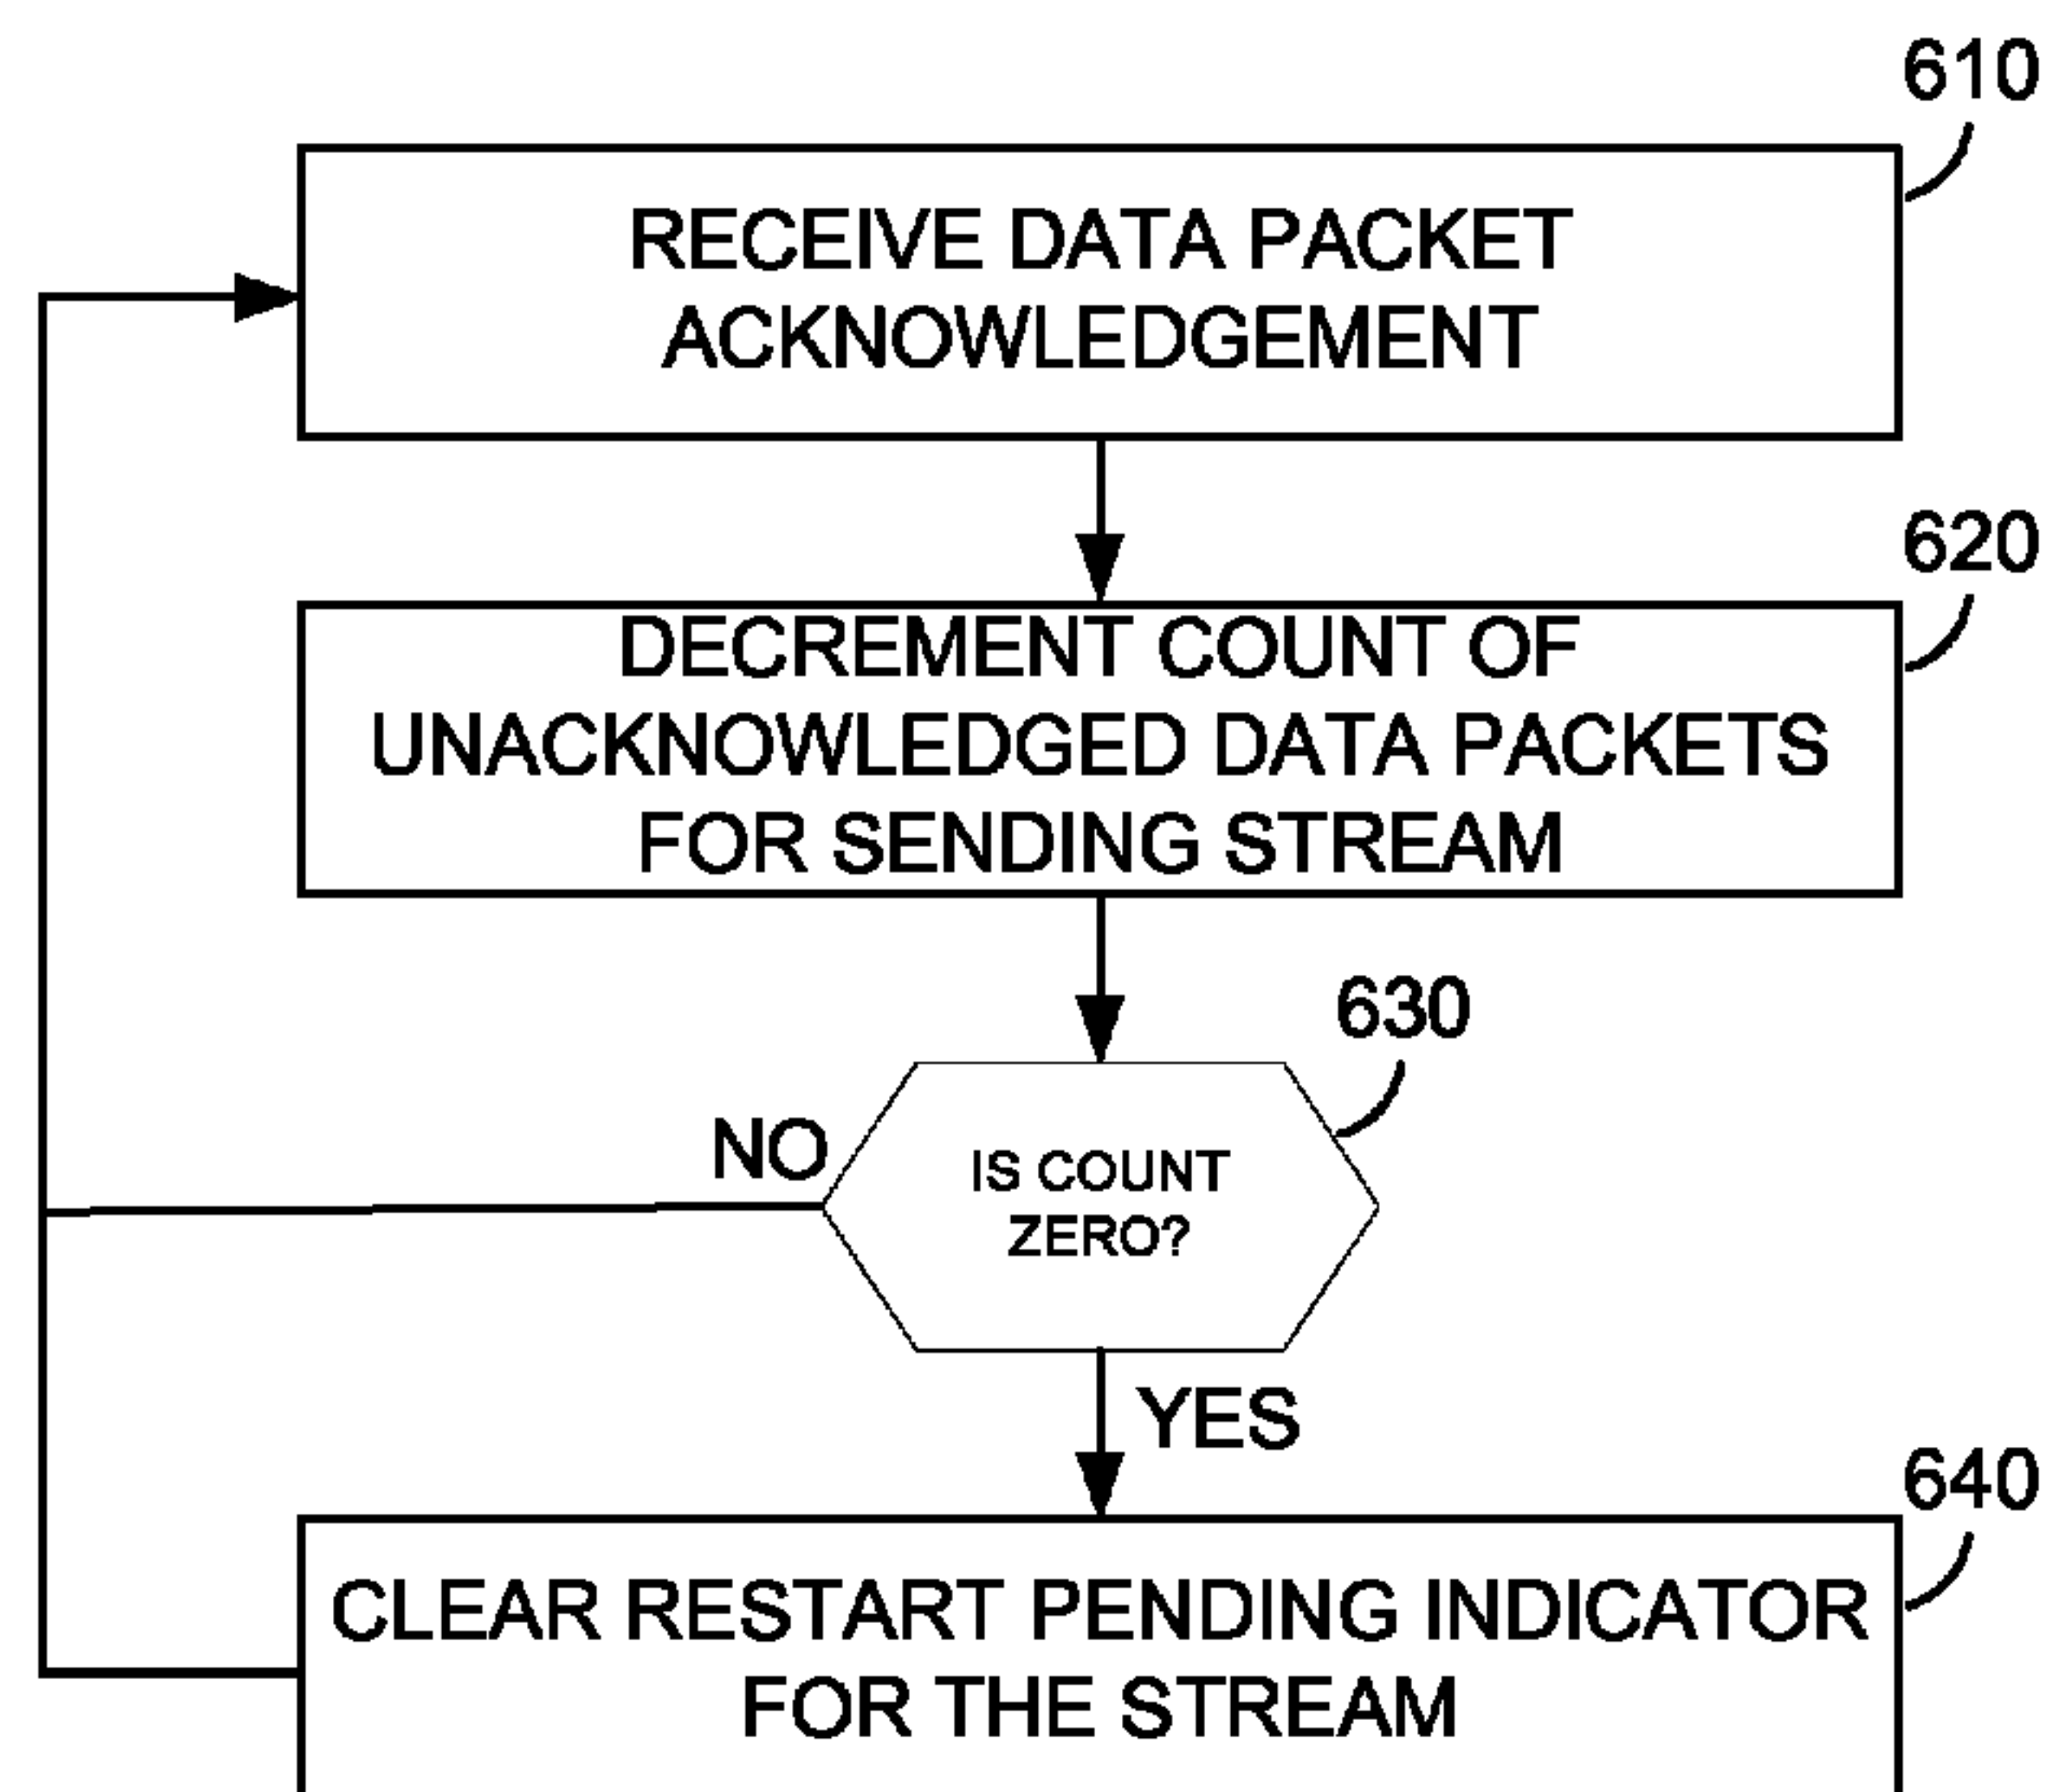 610
RECEIVE DATA PACKET
ACKNOWLEDGEMENT
620
DECREMENT COUNT OF
UNACKNOWLEDGED DATA PACKETS
FOR SENDING STREAM
630
NO
IS COUNT
ZERO?
YES
640
CLEAR RESTART PENDING INDICATOR
FOR THE STREAM